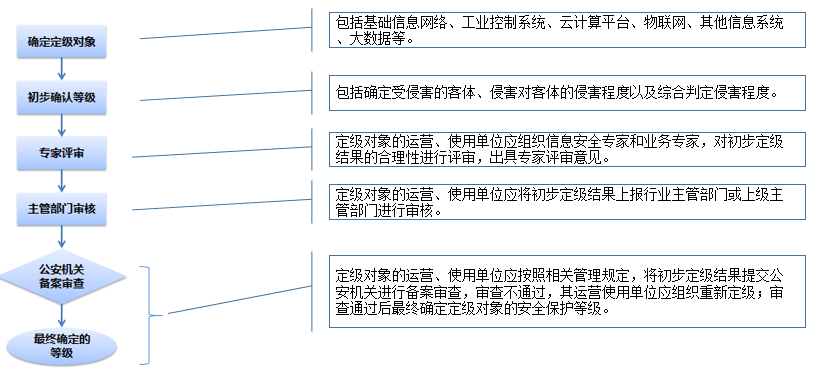 确定定级对象
包括基础信息网络、工业控制系统、云计算平台、物联网、其他信息系统
、大数据等。
初步确认等级
包括确定受侵害的客体、侵害对客体的侵害程度以及综合判定侵害程度。
专家评审
定级对象的运营、使用单位应组织信息安全专家和业务专家，对初步定级
结果的合理性进行评审，出具专家评审意见。
主管部门审核
定级对象的运营、使用单位应将初步定级结果上报行业主管部门或上级主
管部门进行审核。
公安机关
备案审查
定级对象的运营、使用单位应按照相关管理规定，将初步定级结果提交公
安机关进行备案审查，审查不通过，其运营使用单位应组织重新定级；审
查通过后最终确定定级对象的安全保护等级。
最终确定的
等级